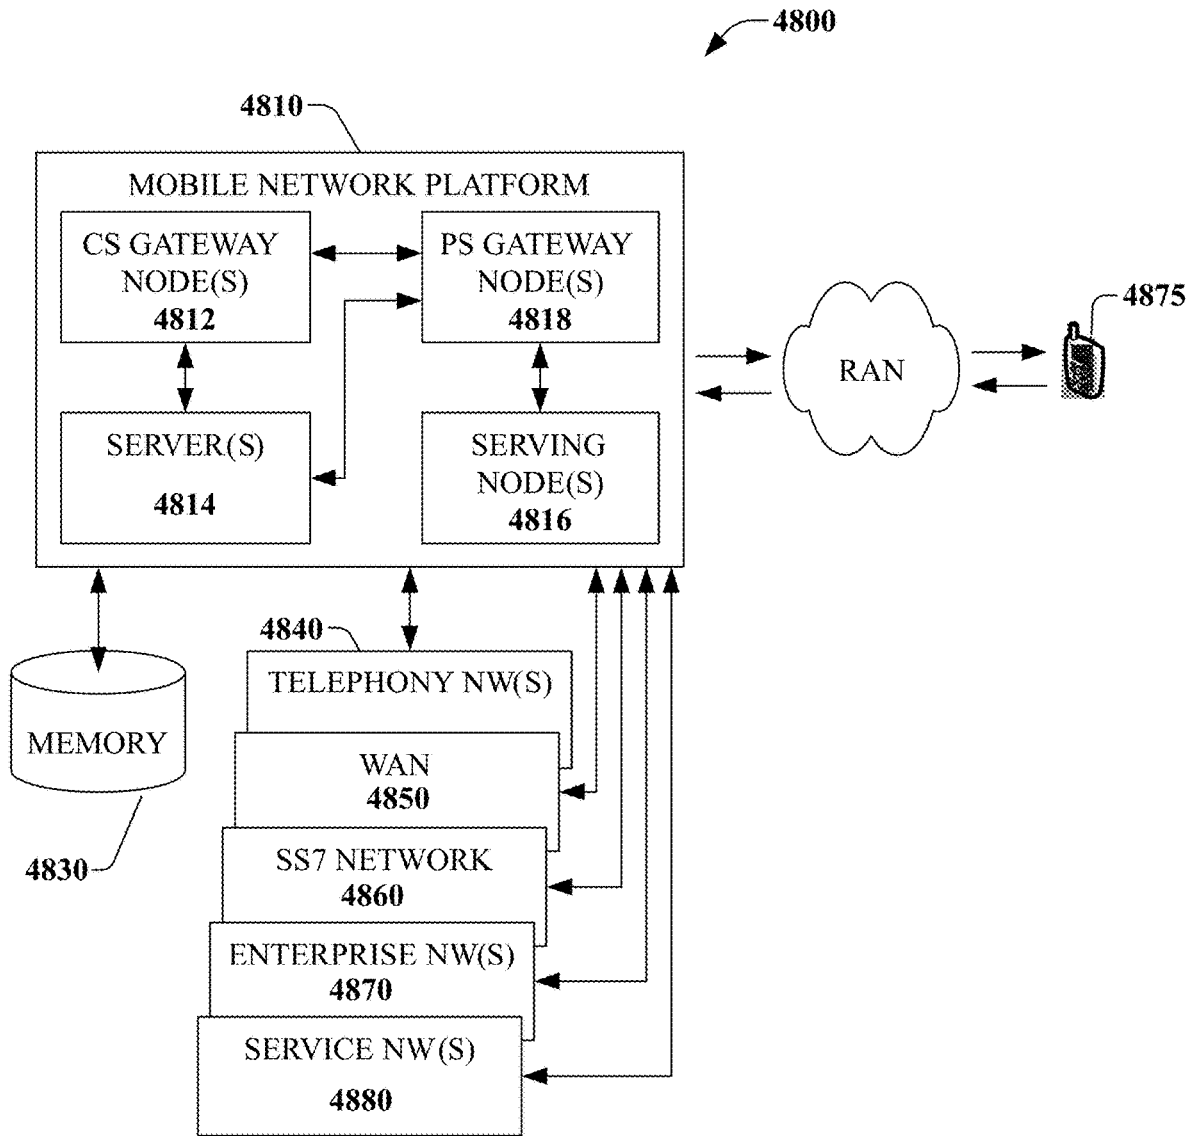 4800
4810
MOBILE NETWORK PLATFORM
CS GATEWAY
NODE(S)
4812
PS GATEWAY
NODE(S)
4818
SERVER(S)
4814
SERVING
NODE(S)
4816
RAN
4875
MEMORY
4830
4840
TELEPHONY NW(S)
WAN
4850
SS7 NETWORK
4860
ENTERPRISE NW(S)
4870
SERVICE NW(S)
4880